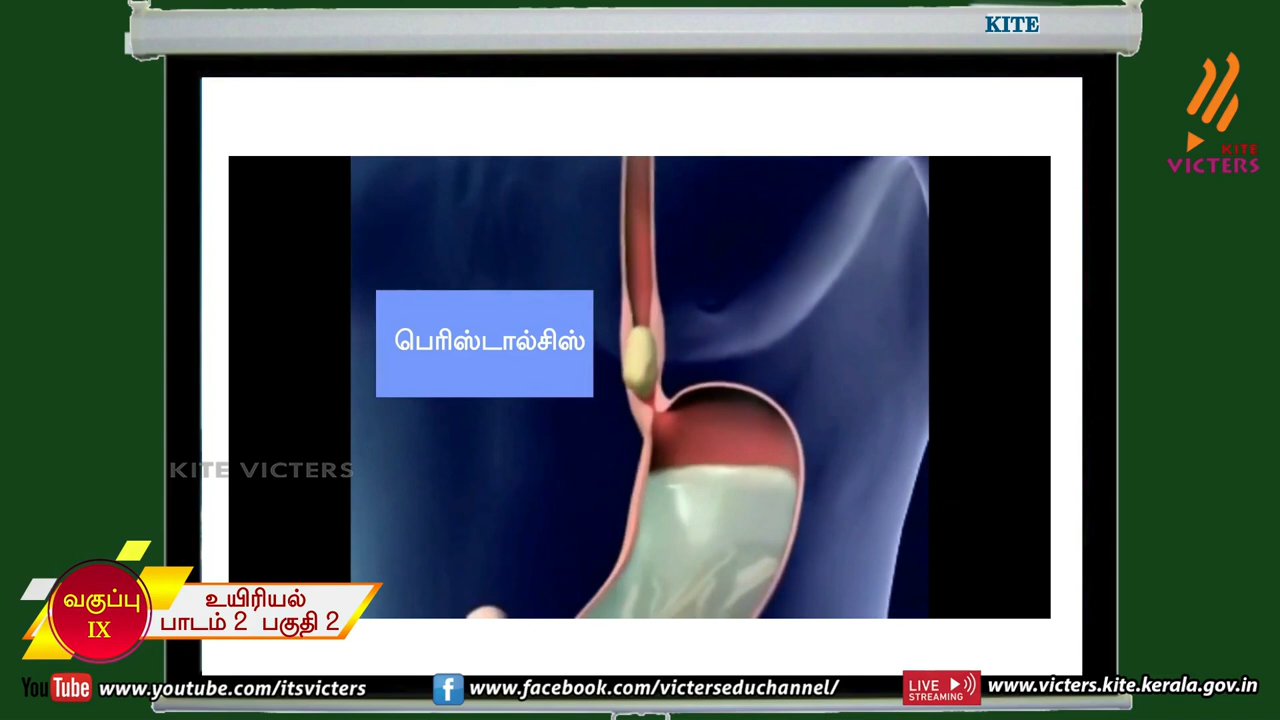 KITE
KITE
VICTERS
பெரிஸ்டால்சிஸ்
KITE VICTERS
வகுப்பு
IX
உயிரியல்
பாடம் 2 பகுதி 2
YouTube www.youtube.com/itsvicters
f www.facebook.com/victerseduchannel/
LIVE
STREAMING
www.victers.kite.kerala.gov.in